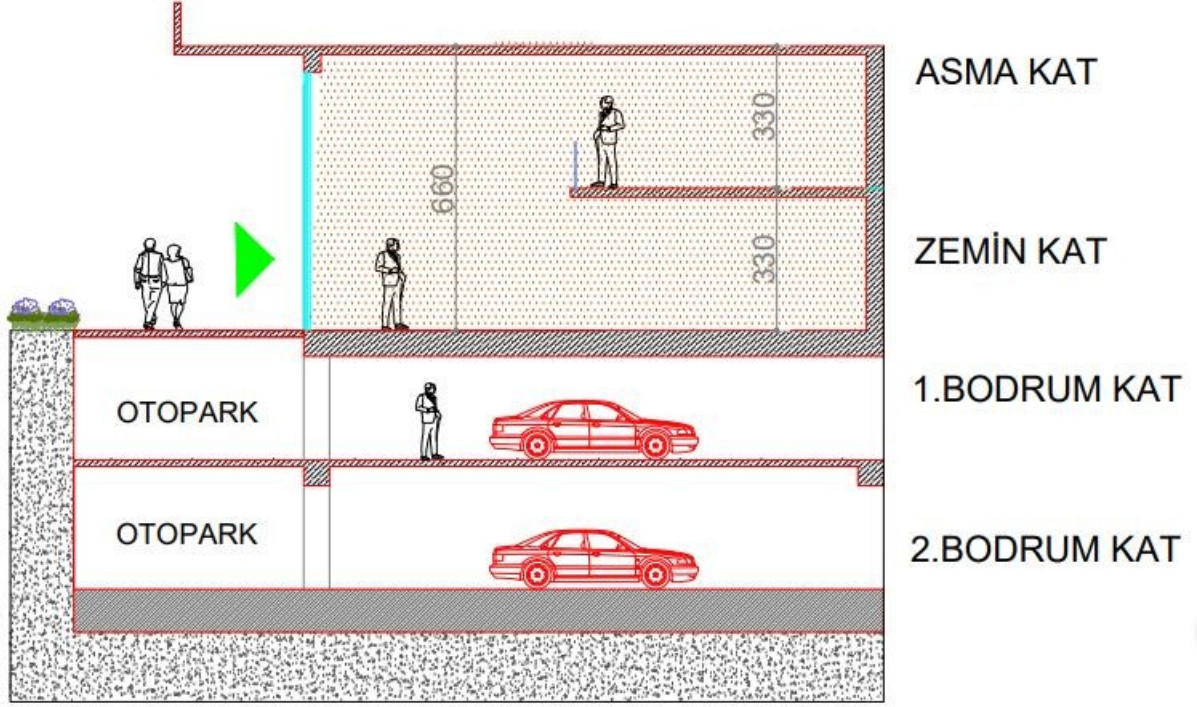 ASMA KAT
330
660
ZEMİN KAT
330
1.BODRUM KAT
OTOPARK
OTOPARK
2.BODRUM KAT